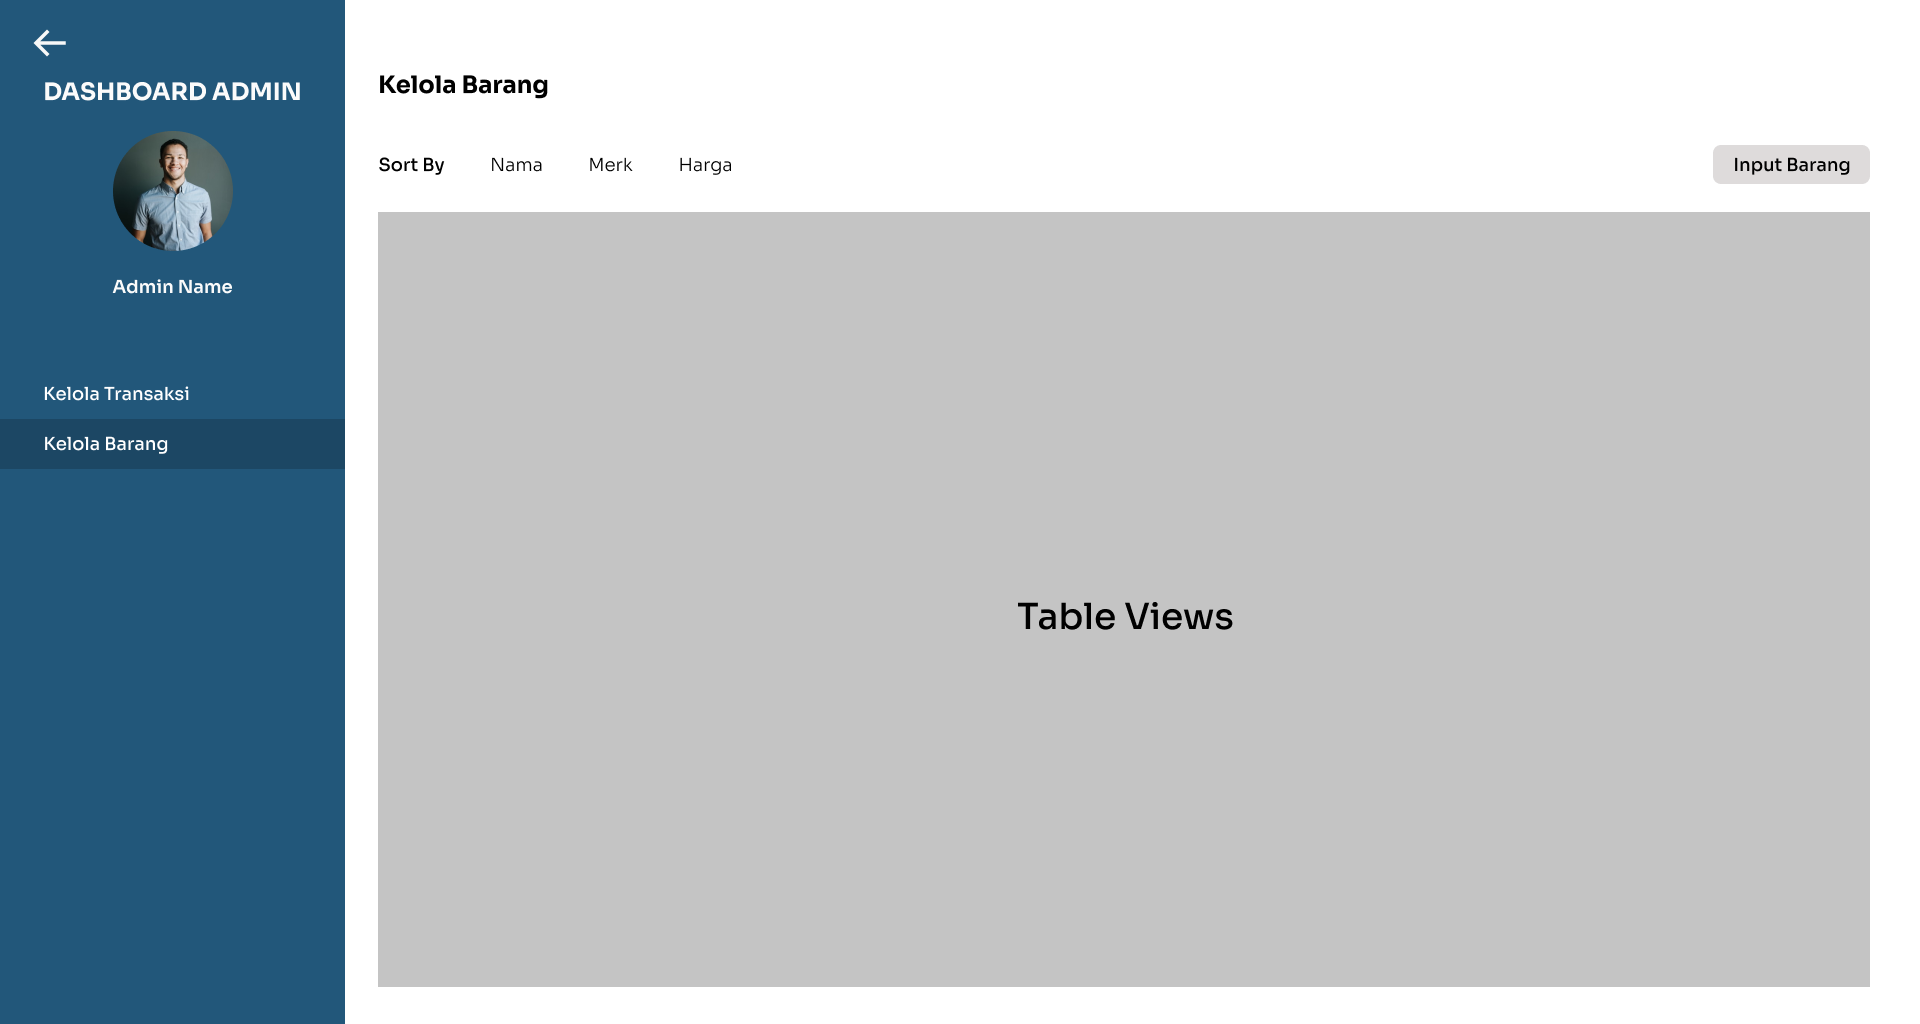 DASHBOARD ADMIN
Admin Name
Kelola Transaksi
Kelola Barang
Kelola Barang
Sort By Nama Merk Harga
Input Barang
Table Views